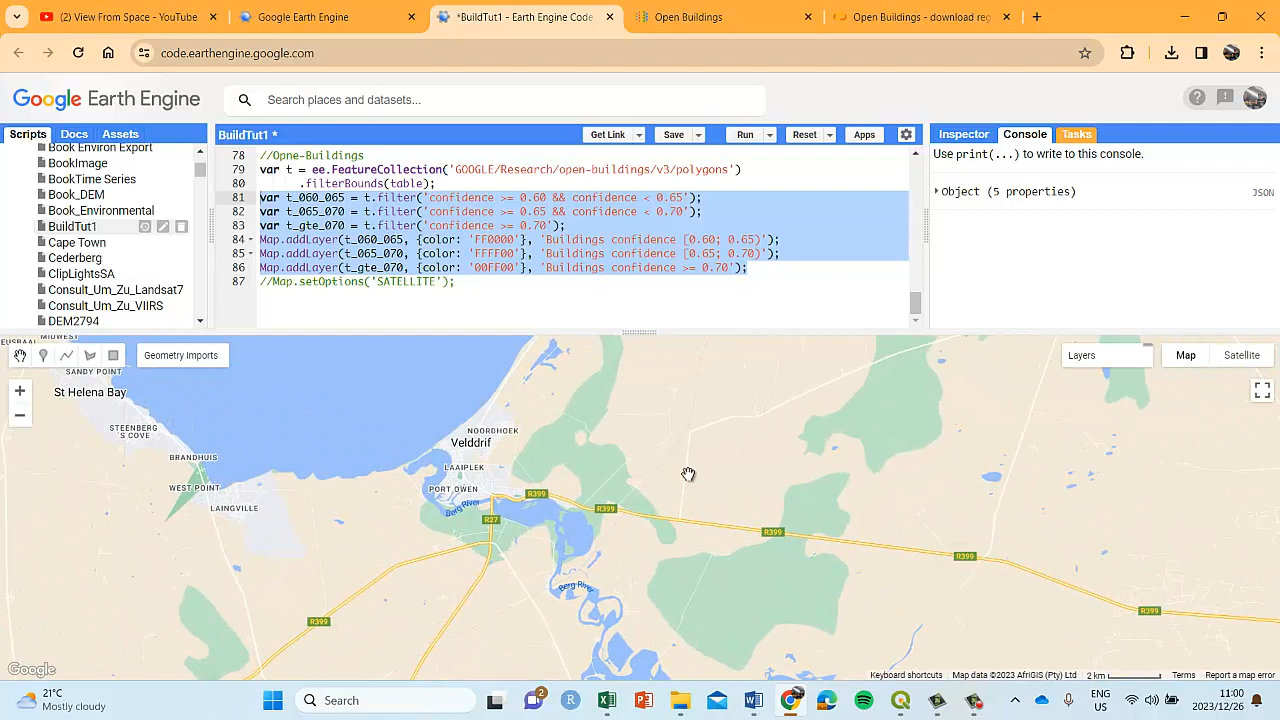 (2) View From Space - YouTube
Google Earth Engine
*BuildTut1 - Earth Engine Code
Open Buildings
Open Buildings - download reg
code.earthengine.google.com
Google Earth Engine
Search places and datasets...
Scripts
Docs
Assets
BuildTut1 *
Get Link
Save
Run
Reset
Apps
Inspector
Console
Tasks
Book Environ Export
BookImage
BookTime Series
Book_DEM
Book_Environmental
BuildTut1
Cape Town
Cederberg
ClipLightsSA
Consult_Um_Zu_Landsat7
Consult_Um_Zu_VIIRS
DEM2794
78 //Opne-Buildings
79 var t = ee.FeatureCollection('GOOGLE/Research/open-buildings/v3/polygons')
80 .filterBounds(table);
81 var t_060_065 = t.filter('confidence >= 0.60 && confidence < 0.65');
82 var t_065_070 = t.filter('confidence >= 0.65 && confidence < 0.70');
83 var t_gte_070 = t.filter('confidence >= 0.70');
84 Map.addLayer(t_060_065, {color: 'FF0000'}, 'Buildings confidence [0.60; 0.65)');
85 Map.addLayer(t_065_070, {color: 'FFFF00'}, 'Buildings confidence [0.65; 0.70)');
86 Map.addLayer(t_gte_070, {color: '00FF00'}, 'Buildings confidence >= 0.70');
87 //Map.setOptions('SATELLITE');
Use print(...) to write to this console.
Object (5 properties)
JSON
Geometry Imports
Layers
Map
Satellite
MIDWEST
SANDY POINT
St Helena Bay
STEENBERG'S COVE
BRANDHUIS
WEST POINT
LAINGVILLE
NOORDHOEK
Velddrif
LAAIPLEK
PORT OWEN
Berg River
R399
R27
R399
R399
R399
R399
R399
Berg River
Google
Keyboard shortcuts
Map data ©2023 AfriGIS (Pty) Ltd
2 km
Terms
Report a map error
21°C
Mostly cloudy
Search
2
ENG
US
11:00
2023/12/26